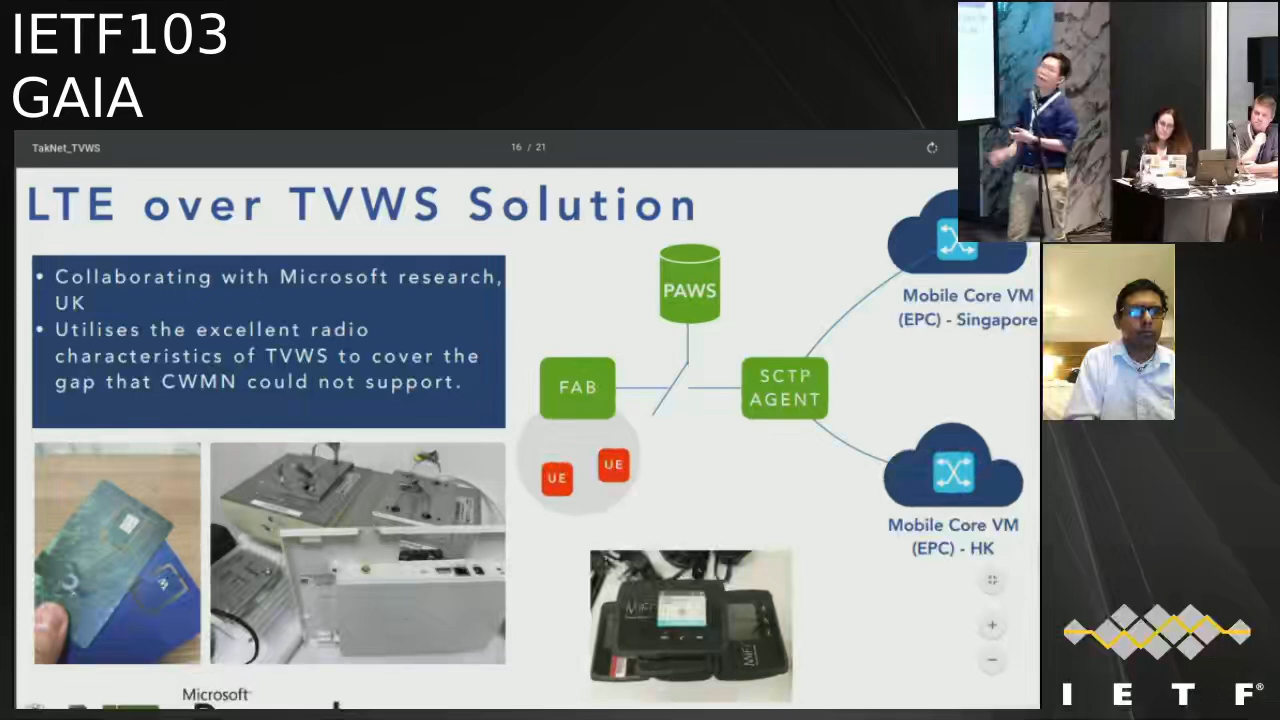 IETF103
GAIA
TakNet_TVWS
16 / 21
LTE over TVWS Solution
• Collaborating with Microsoft research,
UK
• Utilises the excellent radio
characteristics of TVWS to cover the
gap that CWMN could not support.
PAWS
FAB
SCTP
AGENT
UE
UE
Mobile Core VM
(EPC) - Singapore
Mobile Core VM
(EPC) - HK
MiFi
MiFi
Microsoft
I E T F®